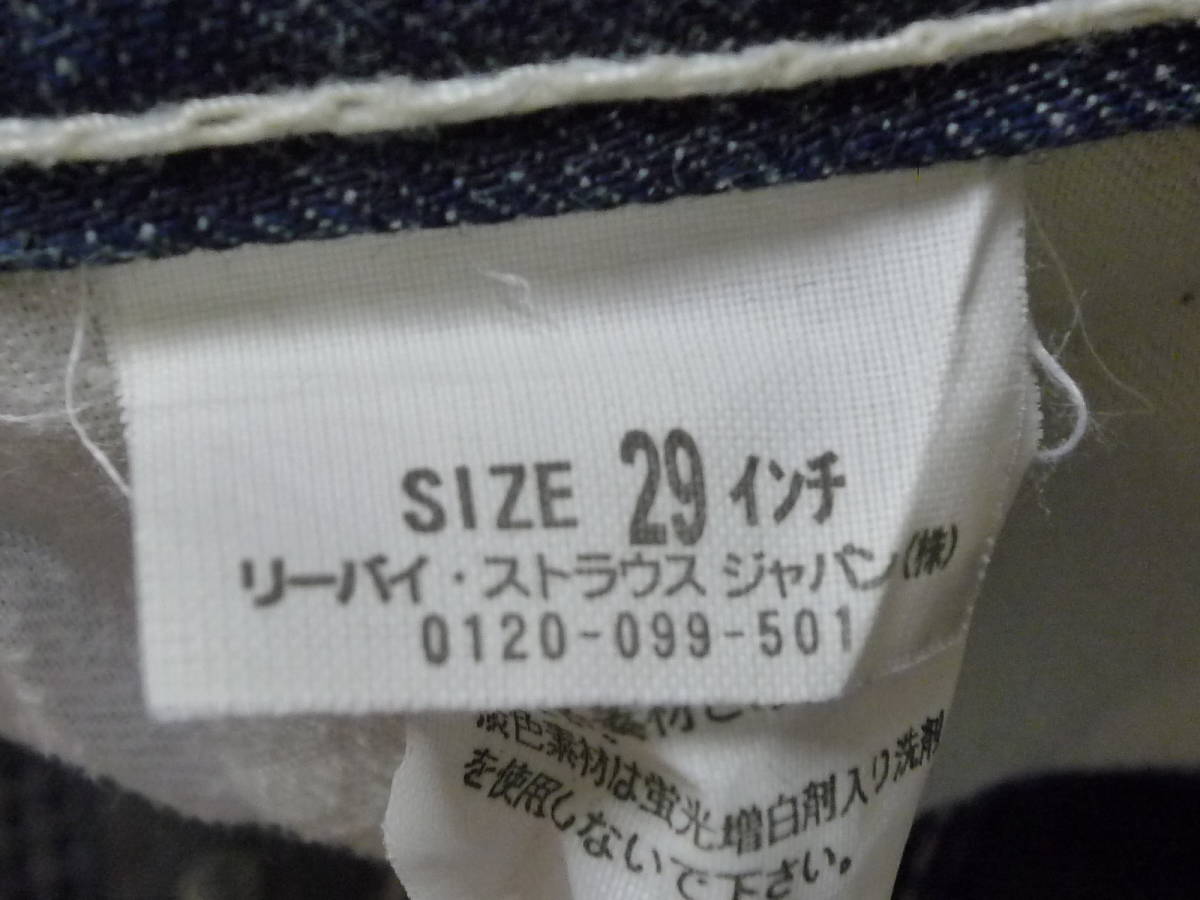 SIZE 29 インチ
リーバイ・ストラウス ジャパン(株)
0120-099-501
淡色素材は蛍光増白剤入り洗剤
を使用しないで下さい。